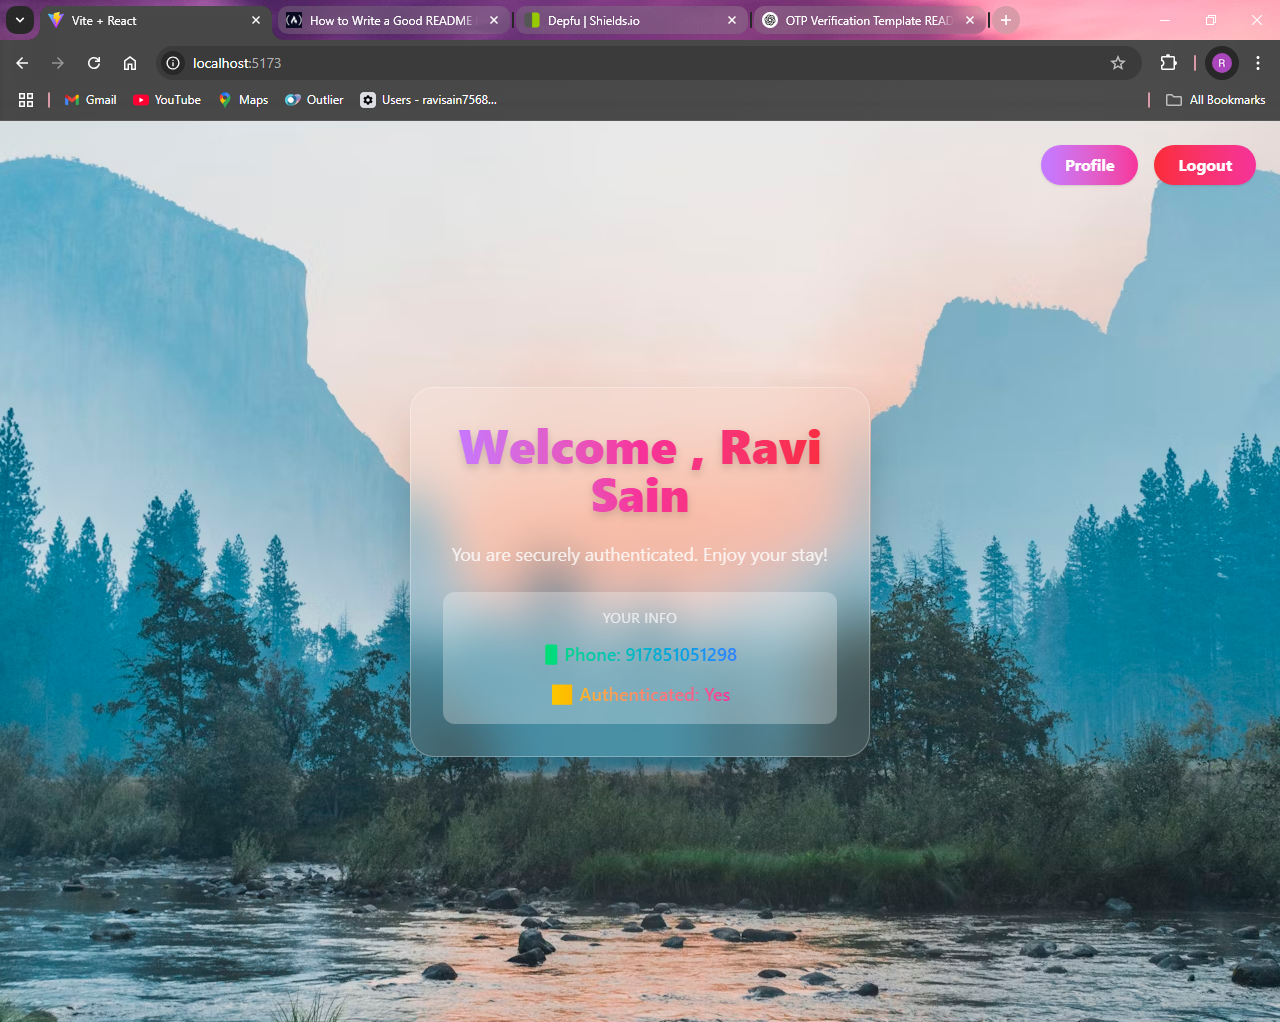 Vite + React
How to Write a Good README
Depfu | Shields.io
OTP Verification Template READ
localhost:5173
R
Gmail
YouTube
Maps
Outlier
Users - ravisain7568...
All Bookmarks
Profile
Logout
Welcome , Ravi
Sain
You are securely authenticated. Enjoy your stay!
YOUR INFO
Phone: 917851051298
Authenticated: Yes